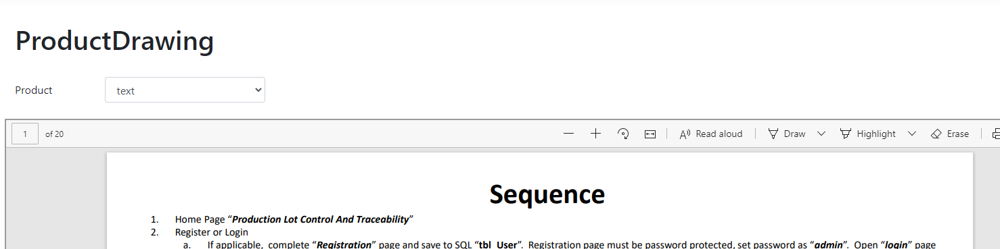 ProductDrawing
Product text
1 of 20 Read aloud Draw Highlight Erase
Sequence
1. Home Page “Production Lot Control And Traceability”
2. Register or Login
a. If applicable, complete “Registration” page and save to SQL “tbl_User”. Registration page must be password protected, set password as “admin”. Open “login” page